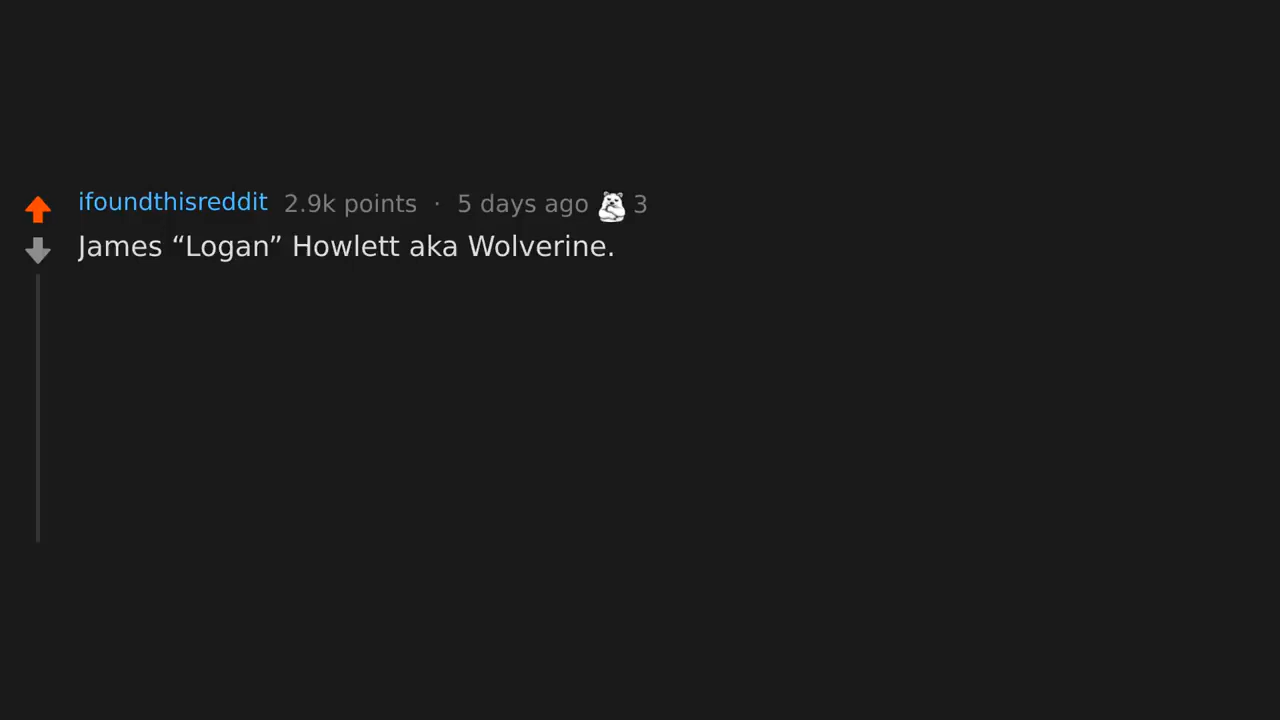 ifoundthisreddit 2.9k points · 5 days ago 3
James “Logan” Howlett aka Wolverine.